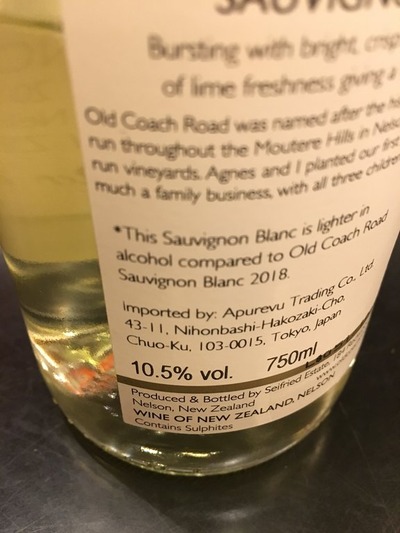 SAUVIGN
Bursting with bright, crisp
of lime freshness giving a
Old Coach Road was named after the
run throughout the Moutere Hills in Nels
run vineyards. Agnes and I planted our first
much a family business, with all three children
*This Sauvignon Blanc is lighter in
alcohol compared to Old Coach Road
Sauvignon Blanc 2018.
Imported by: Apurevu Trading Co., Ltd.
43-11, Nihonbashi-Hakozaki-Cho,
Chuo-Ku, 103-0015, Tokyo, Japan
10.5% vol. 750ml
Produced & Bottled by Seifried Estate,
Nelson, New Zealand
WINE OF NEW ZEALAND, NELSON
Contains Sulphites